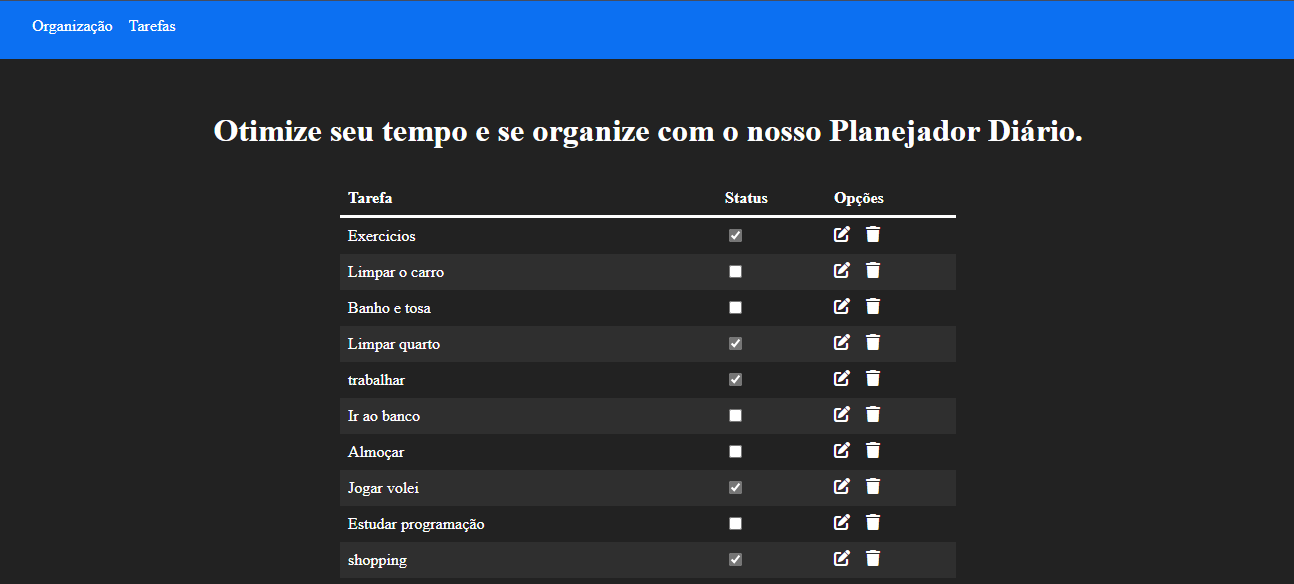 Organização Tarefas
Otimize seu tempo e se organize com o nosso Planejador Diário.
Tarefa Status Opções
Exercicios
Limpar o carro
Banho e tosa
Limpar quarto
trabalhar
Ir ao banco
Almoçar
Jogar volei
Estudar programação
shopping